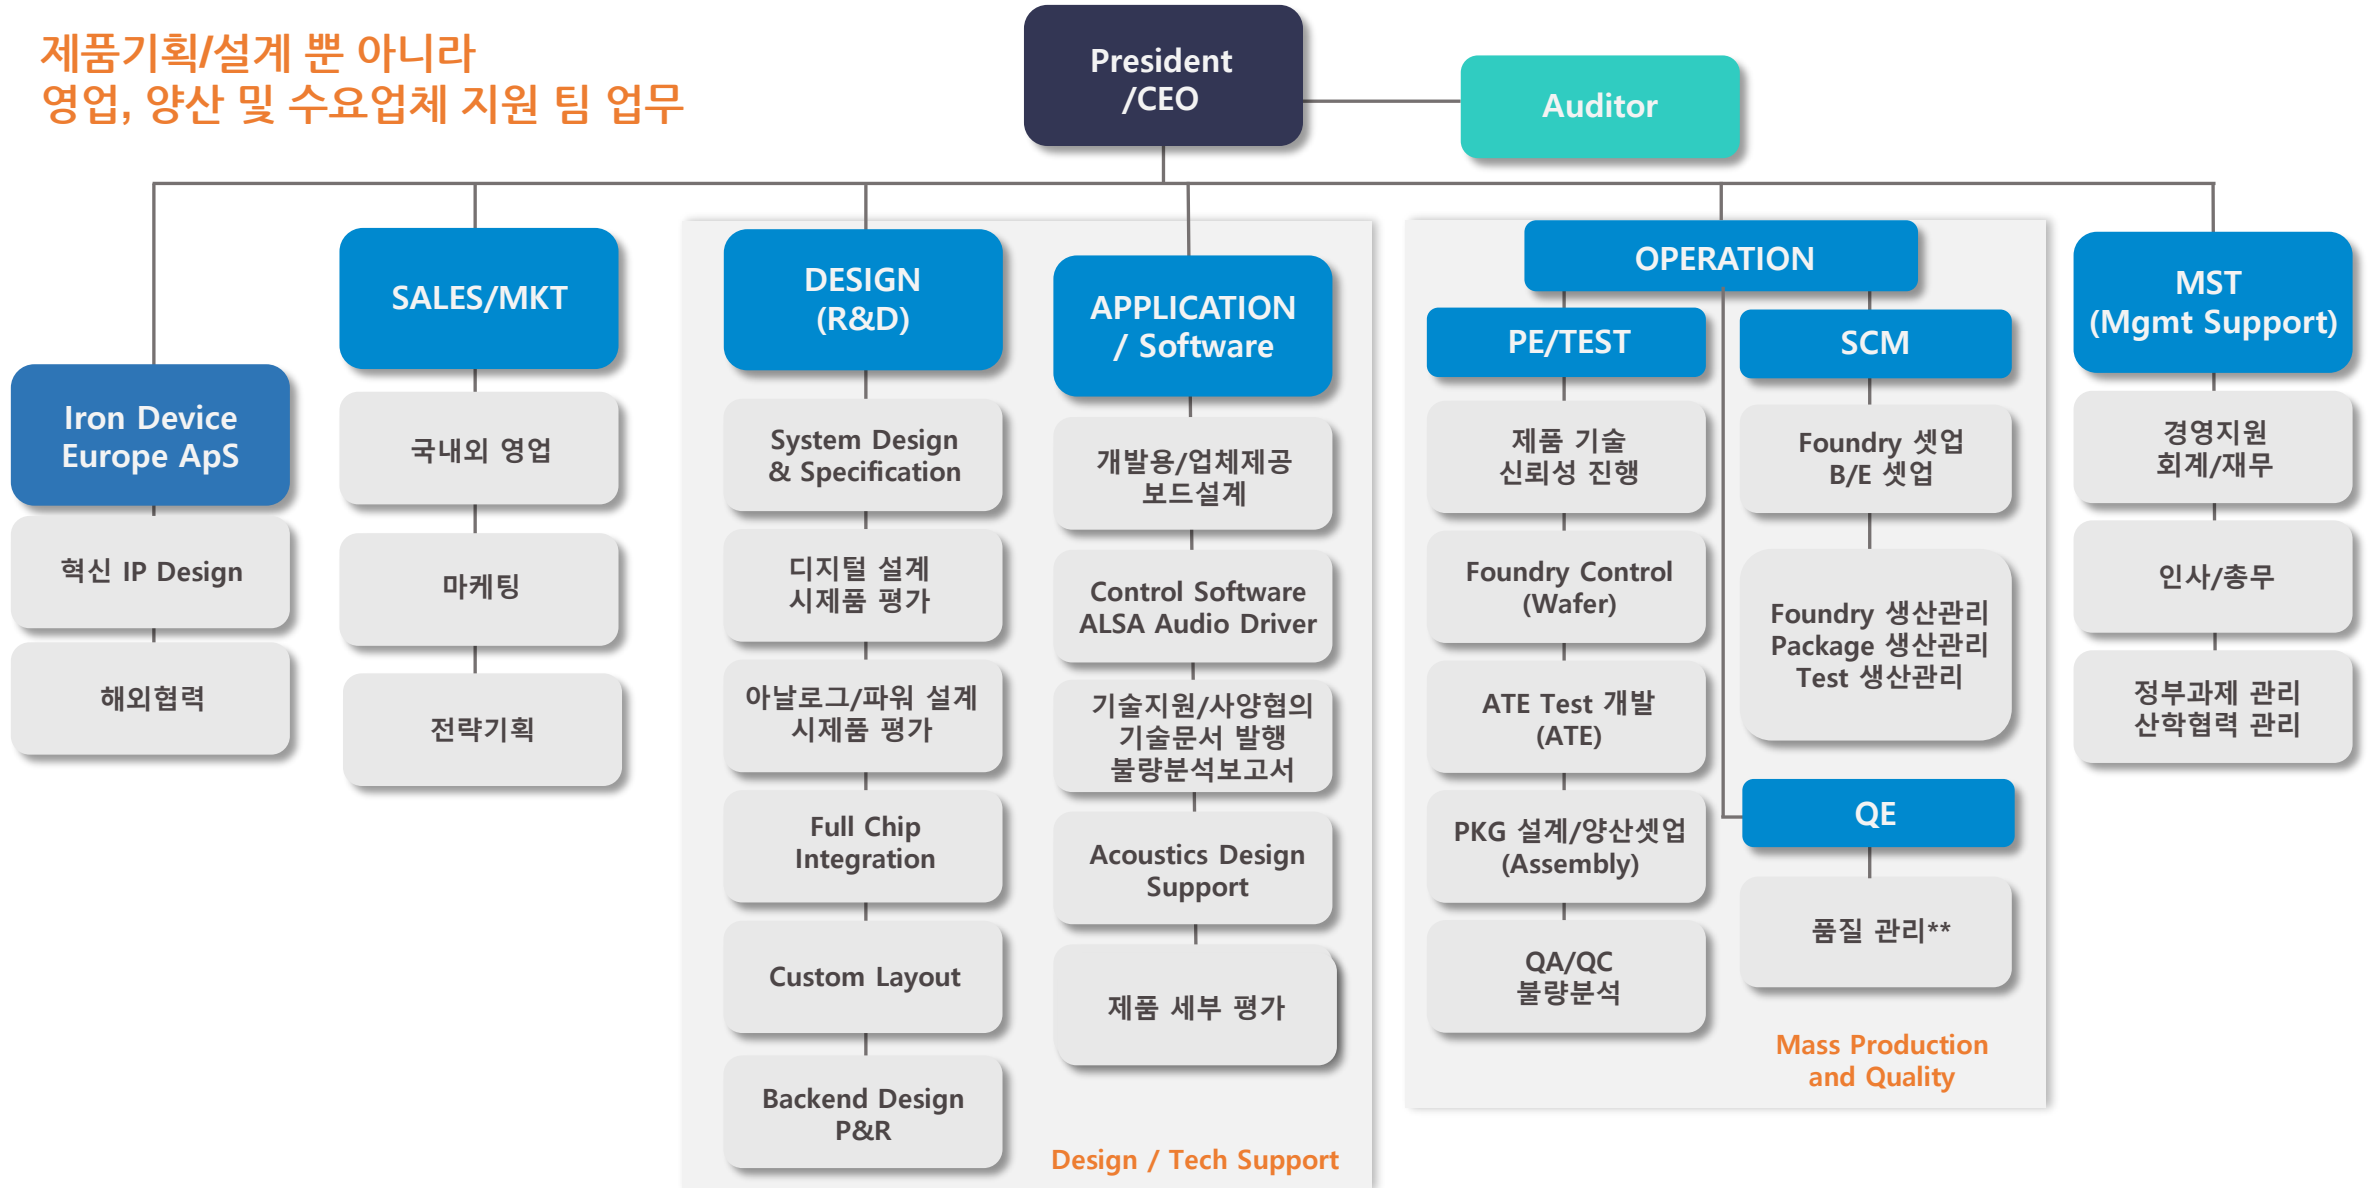 제품기획/설계 뿐 아니라
영업, 양산 및 수요업체 지원 팀 업무
President
/CEO
Auditor
Iron Device
Europe ApS
혁신 IP Design
해외협력
SALES/MKT
국내외 영업
마케팅
전략기획
DESIGN
(R&D)
System Design
& Specification
디지털 설계
시제품 평가
아날로그/파워 설계
시제품 평가
Full Chip
Integration
Custom Layout
Backend Design
P&R
APPLICATION
/ Software
개발용/업체제공
보드설계
Control Software
ALSA Audio Driver
기술지원/사양협의
기술문서 발행
불량분석보고서
Acoustics Design
Support
제품 세부 평가
Design / Tech Support
OPERATION
PE/TEST
제품 기술
신뢰성 진행
Foundry Control
(Wafer)
ATE Test 개발
(ATE)
PKG 설계/양산셋업
(Assembly)
QA/QC
불량분석
SCM
Foundry 셋업
B/E 셋업
Foundry 생산관리
Package 생산관리
Test 생산관리
QE
품질 관리**
Mass Production
and Quality
MST
(Mgmt Support)
경영지원
회계/재무
인사/총무
정부과제 관리
산학협력 관리